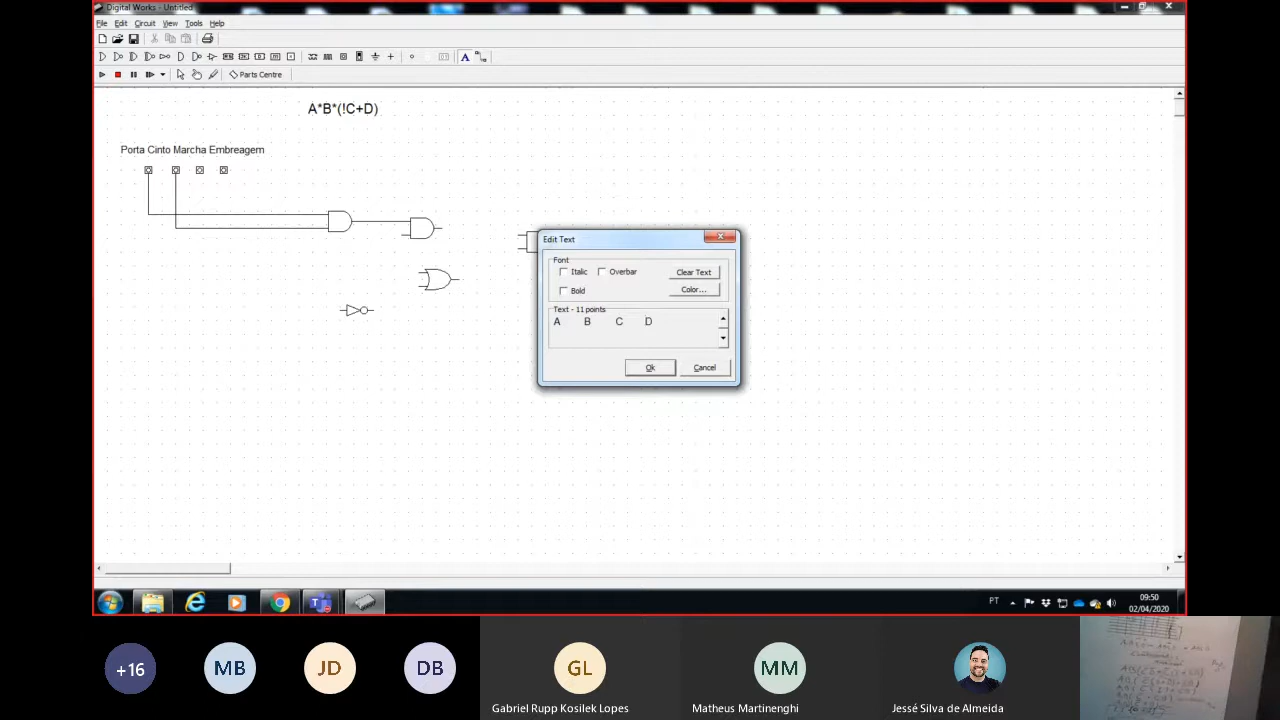 Digital Works - Untitled
File Edit Circuit View Tools Help
A
Parts Centre
A*B*(!C+D)
Porta Cinto Marcha Embreagem
Edit Text
Font
Italic Overbar Clear Text
Bold Color...
Text - 11 points
A B C D
Ok Cancel
PT 09:50
02/04/2020
+16 MB JD DB GL MM
Gabriel Rupp Kosilek Lopes Matheus Martinenghi Jessé Silva de Almeida